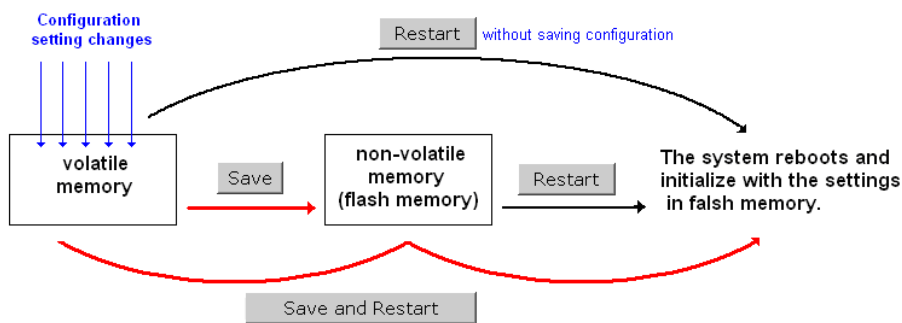 Configuration
setting changes
Restart without saving configuration
volatile
memory
Save
non-volatile
memory
(flash memory)
Restart
The system reboots and
initialize with the settings
in falsh memory.
Save and Restart